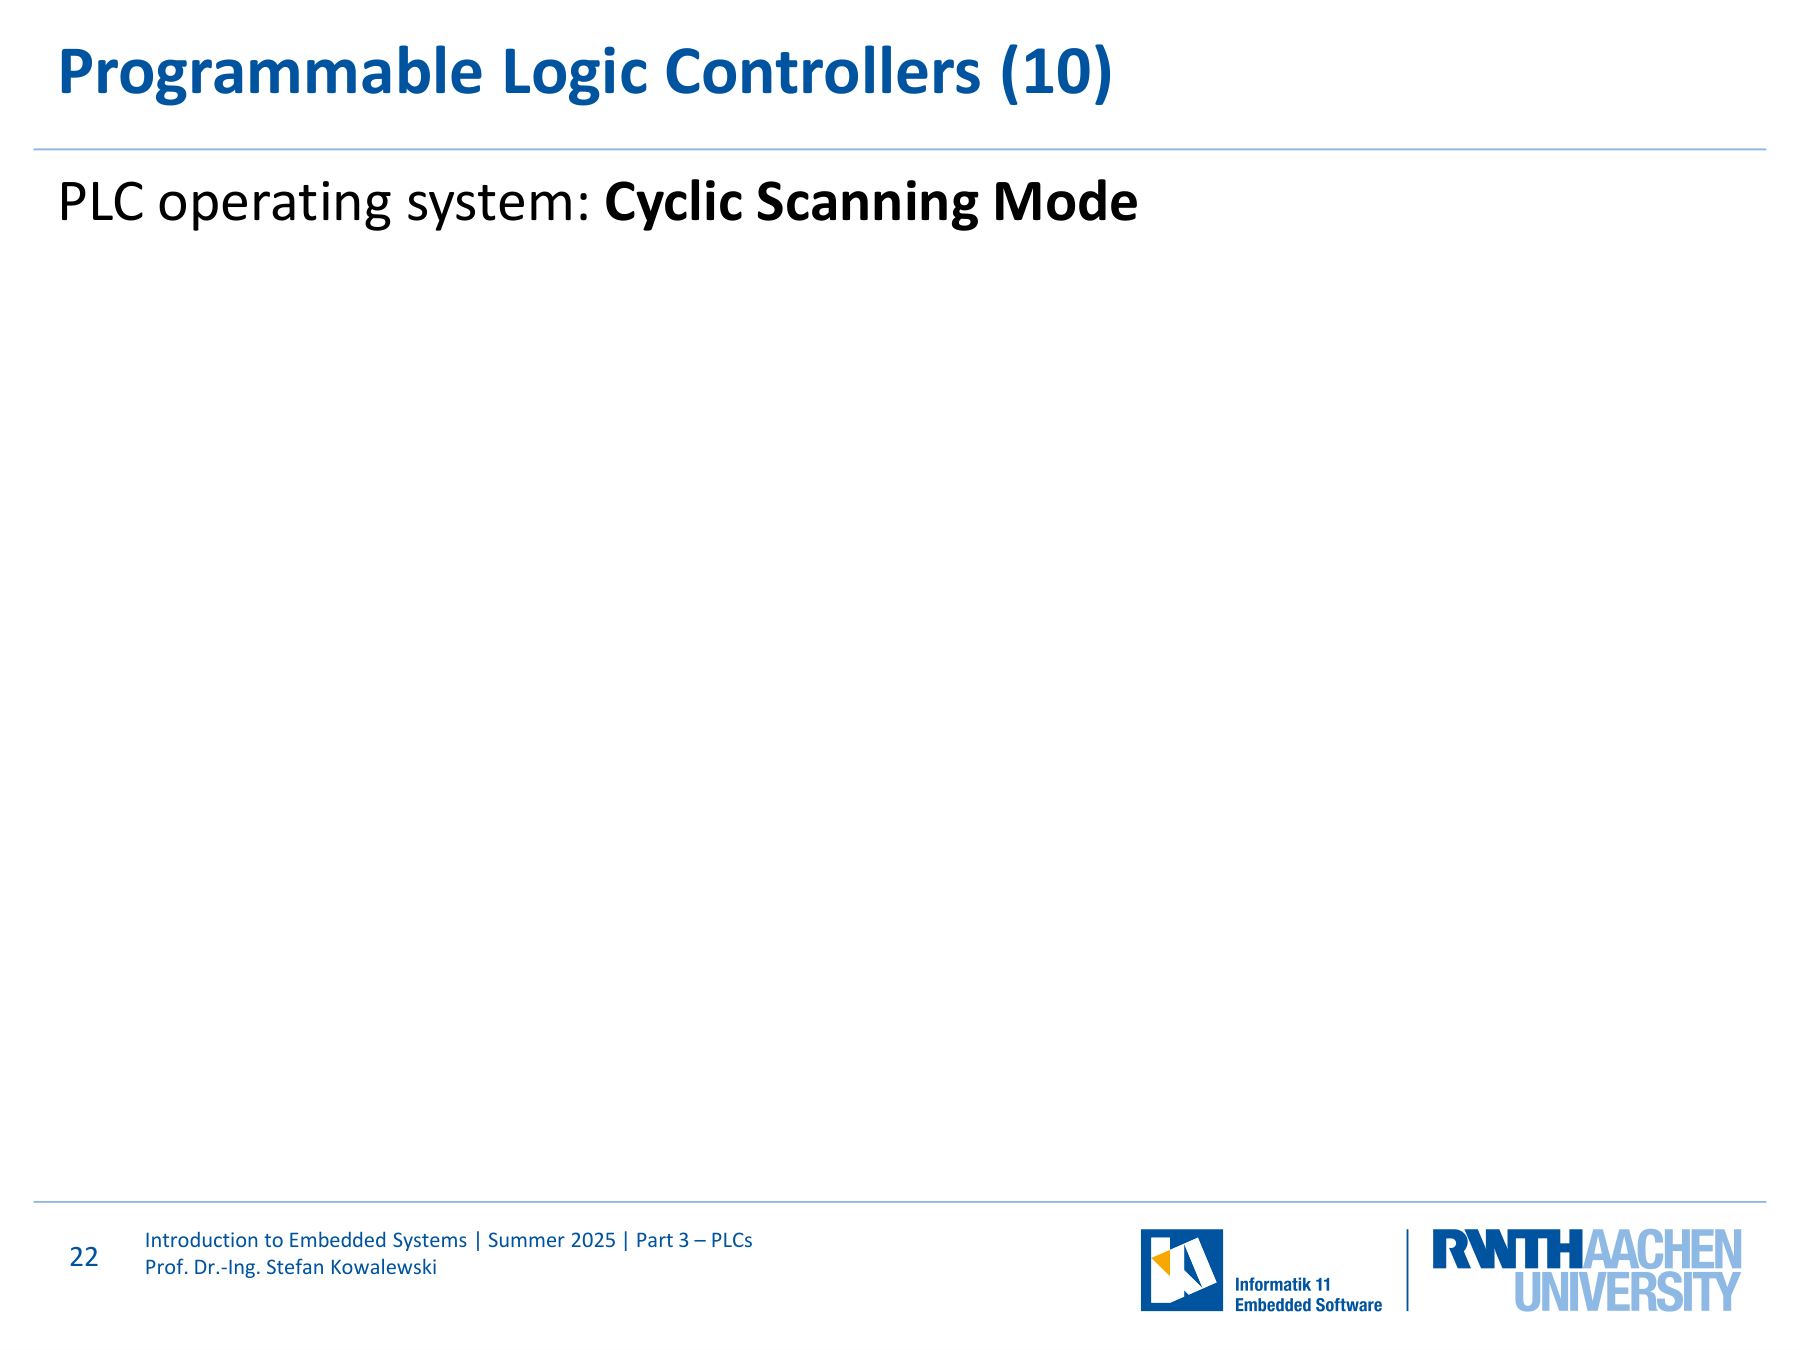 Programmable Logic Controllers (10)
PLC operating system: Cyclic Scanning Mode
22
Introduction to Embedded Systems | Summer 2025 | Part 3 – PLCs
Prof. Dr.-Ing. Stefan Kowalewski
Informatik 11
Embedded Software
RWTHAACHEN
UNIVERSITY